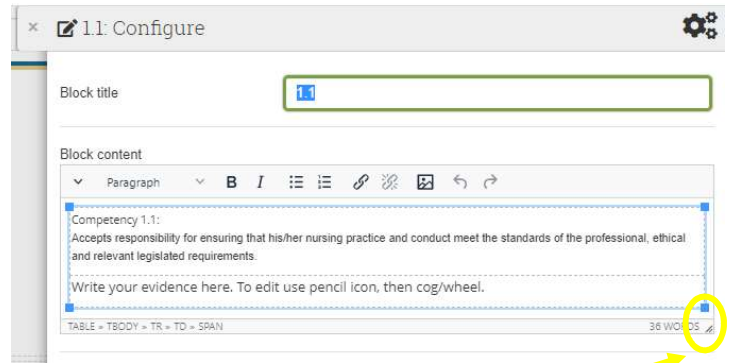 × 1.1: Configure
Block title
1.1
Block content
Paragraph B I
Competency 1.1:
Accepts responsibility for ensuring that his/her nursing practice and conduct meet the standards of the professional, ethical
and relevant legislated requirements.
Write your evidence here. To edit use pencil icon, then cog/wheel.
TABLE » TBODY » TR » TD » SPAN 36 WORDS